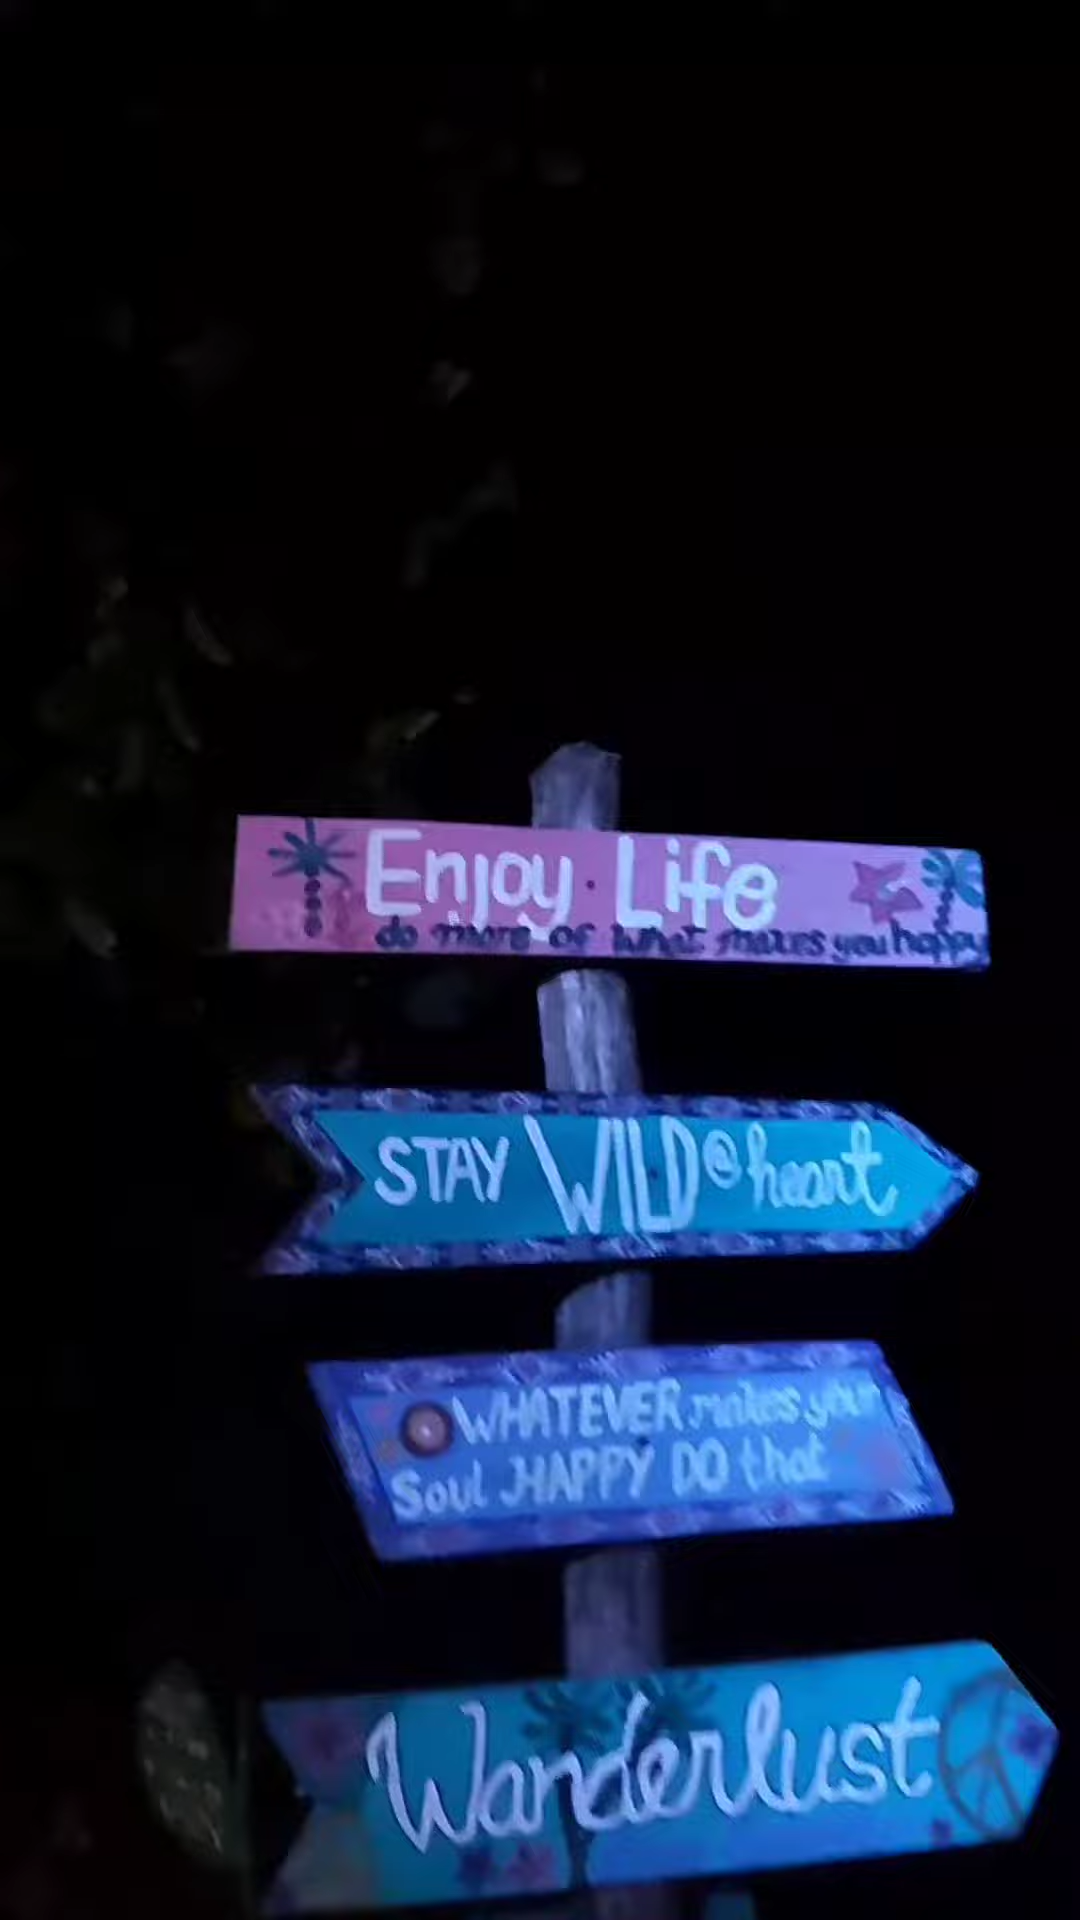 Enjoy Life
do more of what makes you happy
STAY WILD @ heart
WHATEVER makes your
Soul HAPPY DO that
Wanderlust